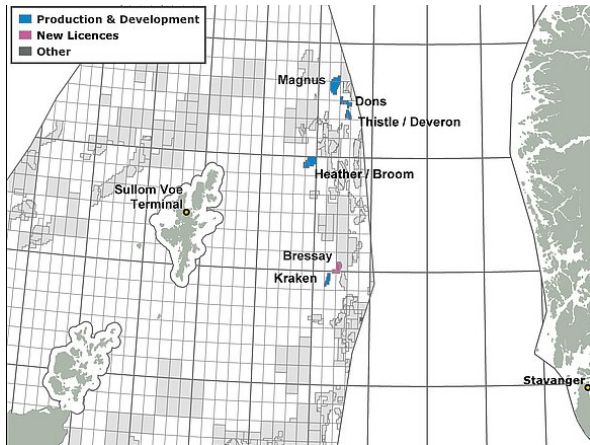 Production & Development
New Licences
Other
Magnus
Dons
Thistle / Deveron
Heather / Broom
Sullom Voe
Terminal
Bressay
Kraken
Stavanger